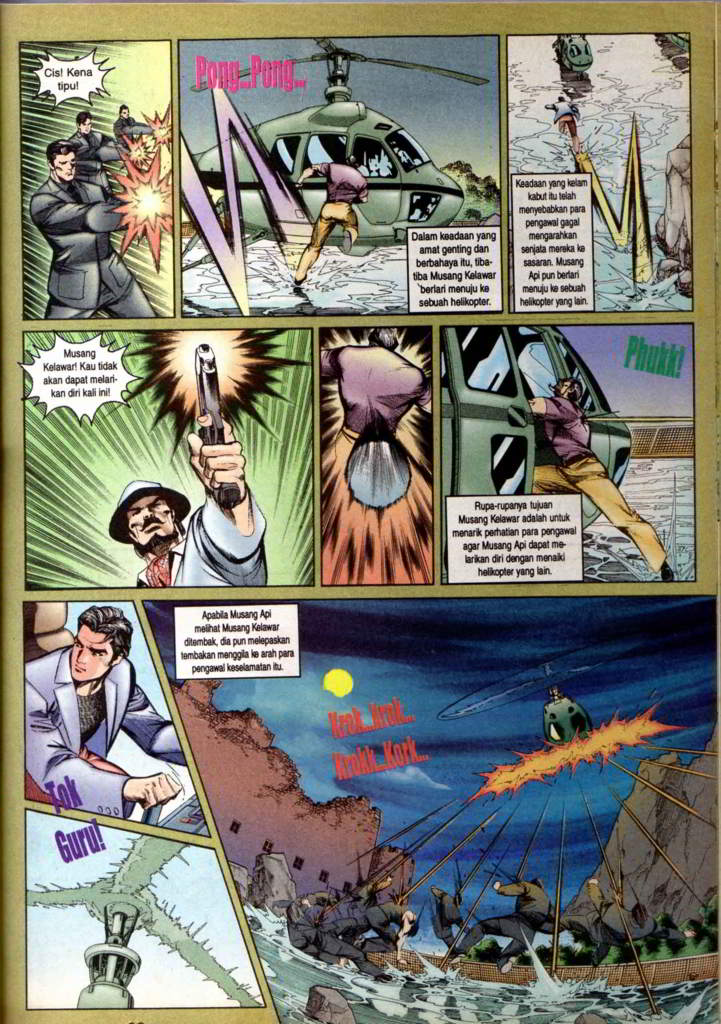 Cis! Kena
tipu!
Pong...Pong...
Dalam keadaan yang
amat genting dan
berbahaya itu, tiba-
tiba Musang Kelawar
berlari menuju ke
sebuah helikopter.
Keadaan yang kelam
kabut itu telah
menyebabkan para
pengawal gagal
mengarahkan
senjata mereka ke
sasaran. Musang
Api pun berlari
menuju ke sebuah
helikopter yang lain.
Musang
Kelawar! Kau tidak
akan dapat melari-
kan diri kali ini!
Phukk!
Rupa-rupanya tujuan
Musang Kelawar adalah untuk
menarik perhatian para pengawal
agar Musang Api dapat me-
larikan diri dengan menaiki
helikopter yang lain.
Apabila Musang Api
melihat Musang Kelawar
ditembak, dia pun melepaskan
tembakan menggila ke arah para
pengawal keselamatan itu.
Krok...Krok...
Krokk...Kork...
Tok
Guru!